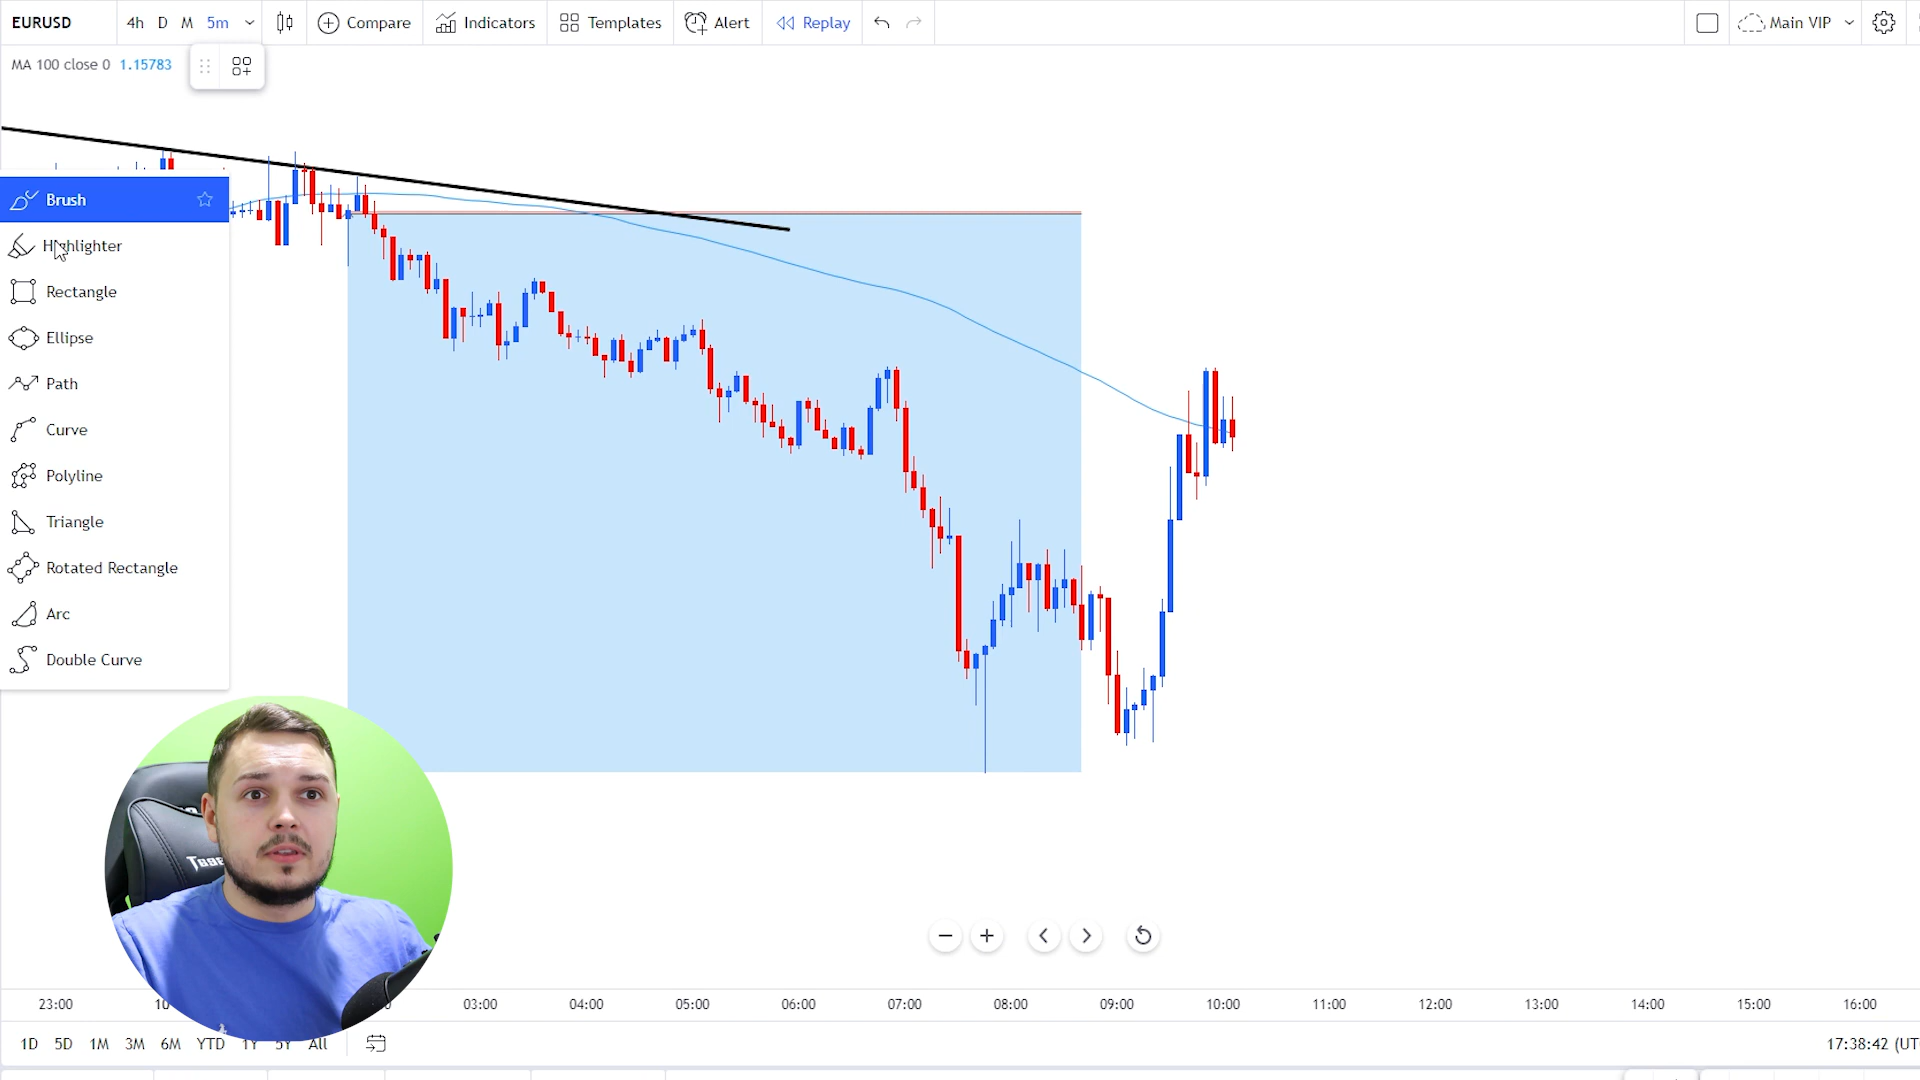 EURUSD 4h D M 5m Compare Indicators Templates Alert Replay Main VIP
MA 100 close 0 1.15783
Brush
Highlighter
Rectangle
Ellipse
Path
Curve
Polyline
Triangle
Rotated Rectangle
Arc
Double Curve
23:00 10 03:00 04:00 05:00 06:00 07:00 08:00 09:00 10:00 11:00 12:00 13:00 14:00 15:00 16:00
1D 5D 1M 3M 6M YTD 1Y 5Y All 17:38:42 (UT